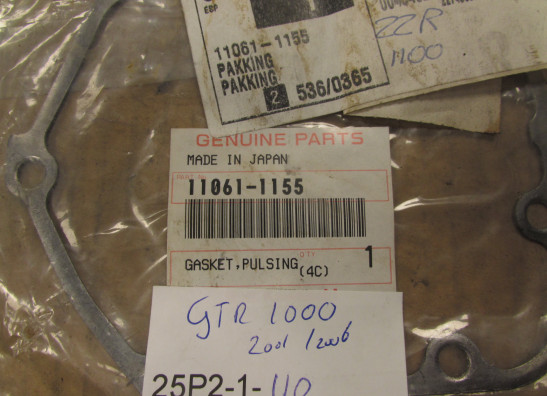 11061-1155
PAKKING
PAKKING
2 536/0365
ZZR
1100
GENUINE PARTS
MADE IN JAPAN
11061-1155
GASKET,PULSING
(4C)
QTY
1
GTR 1000
2001/2006
25P2-1-110